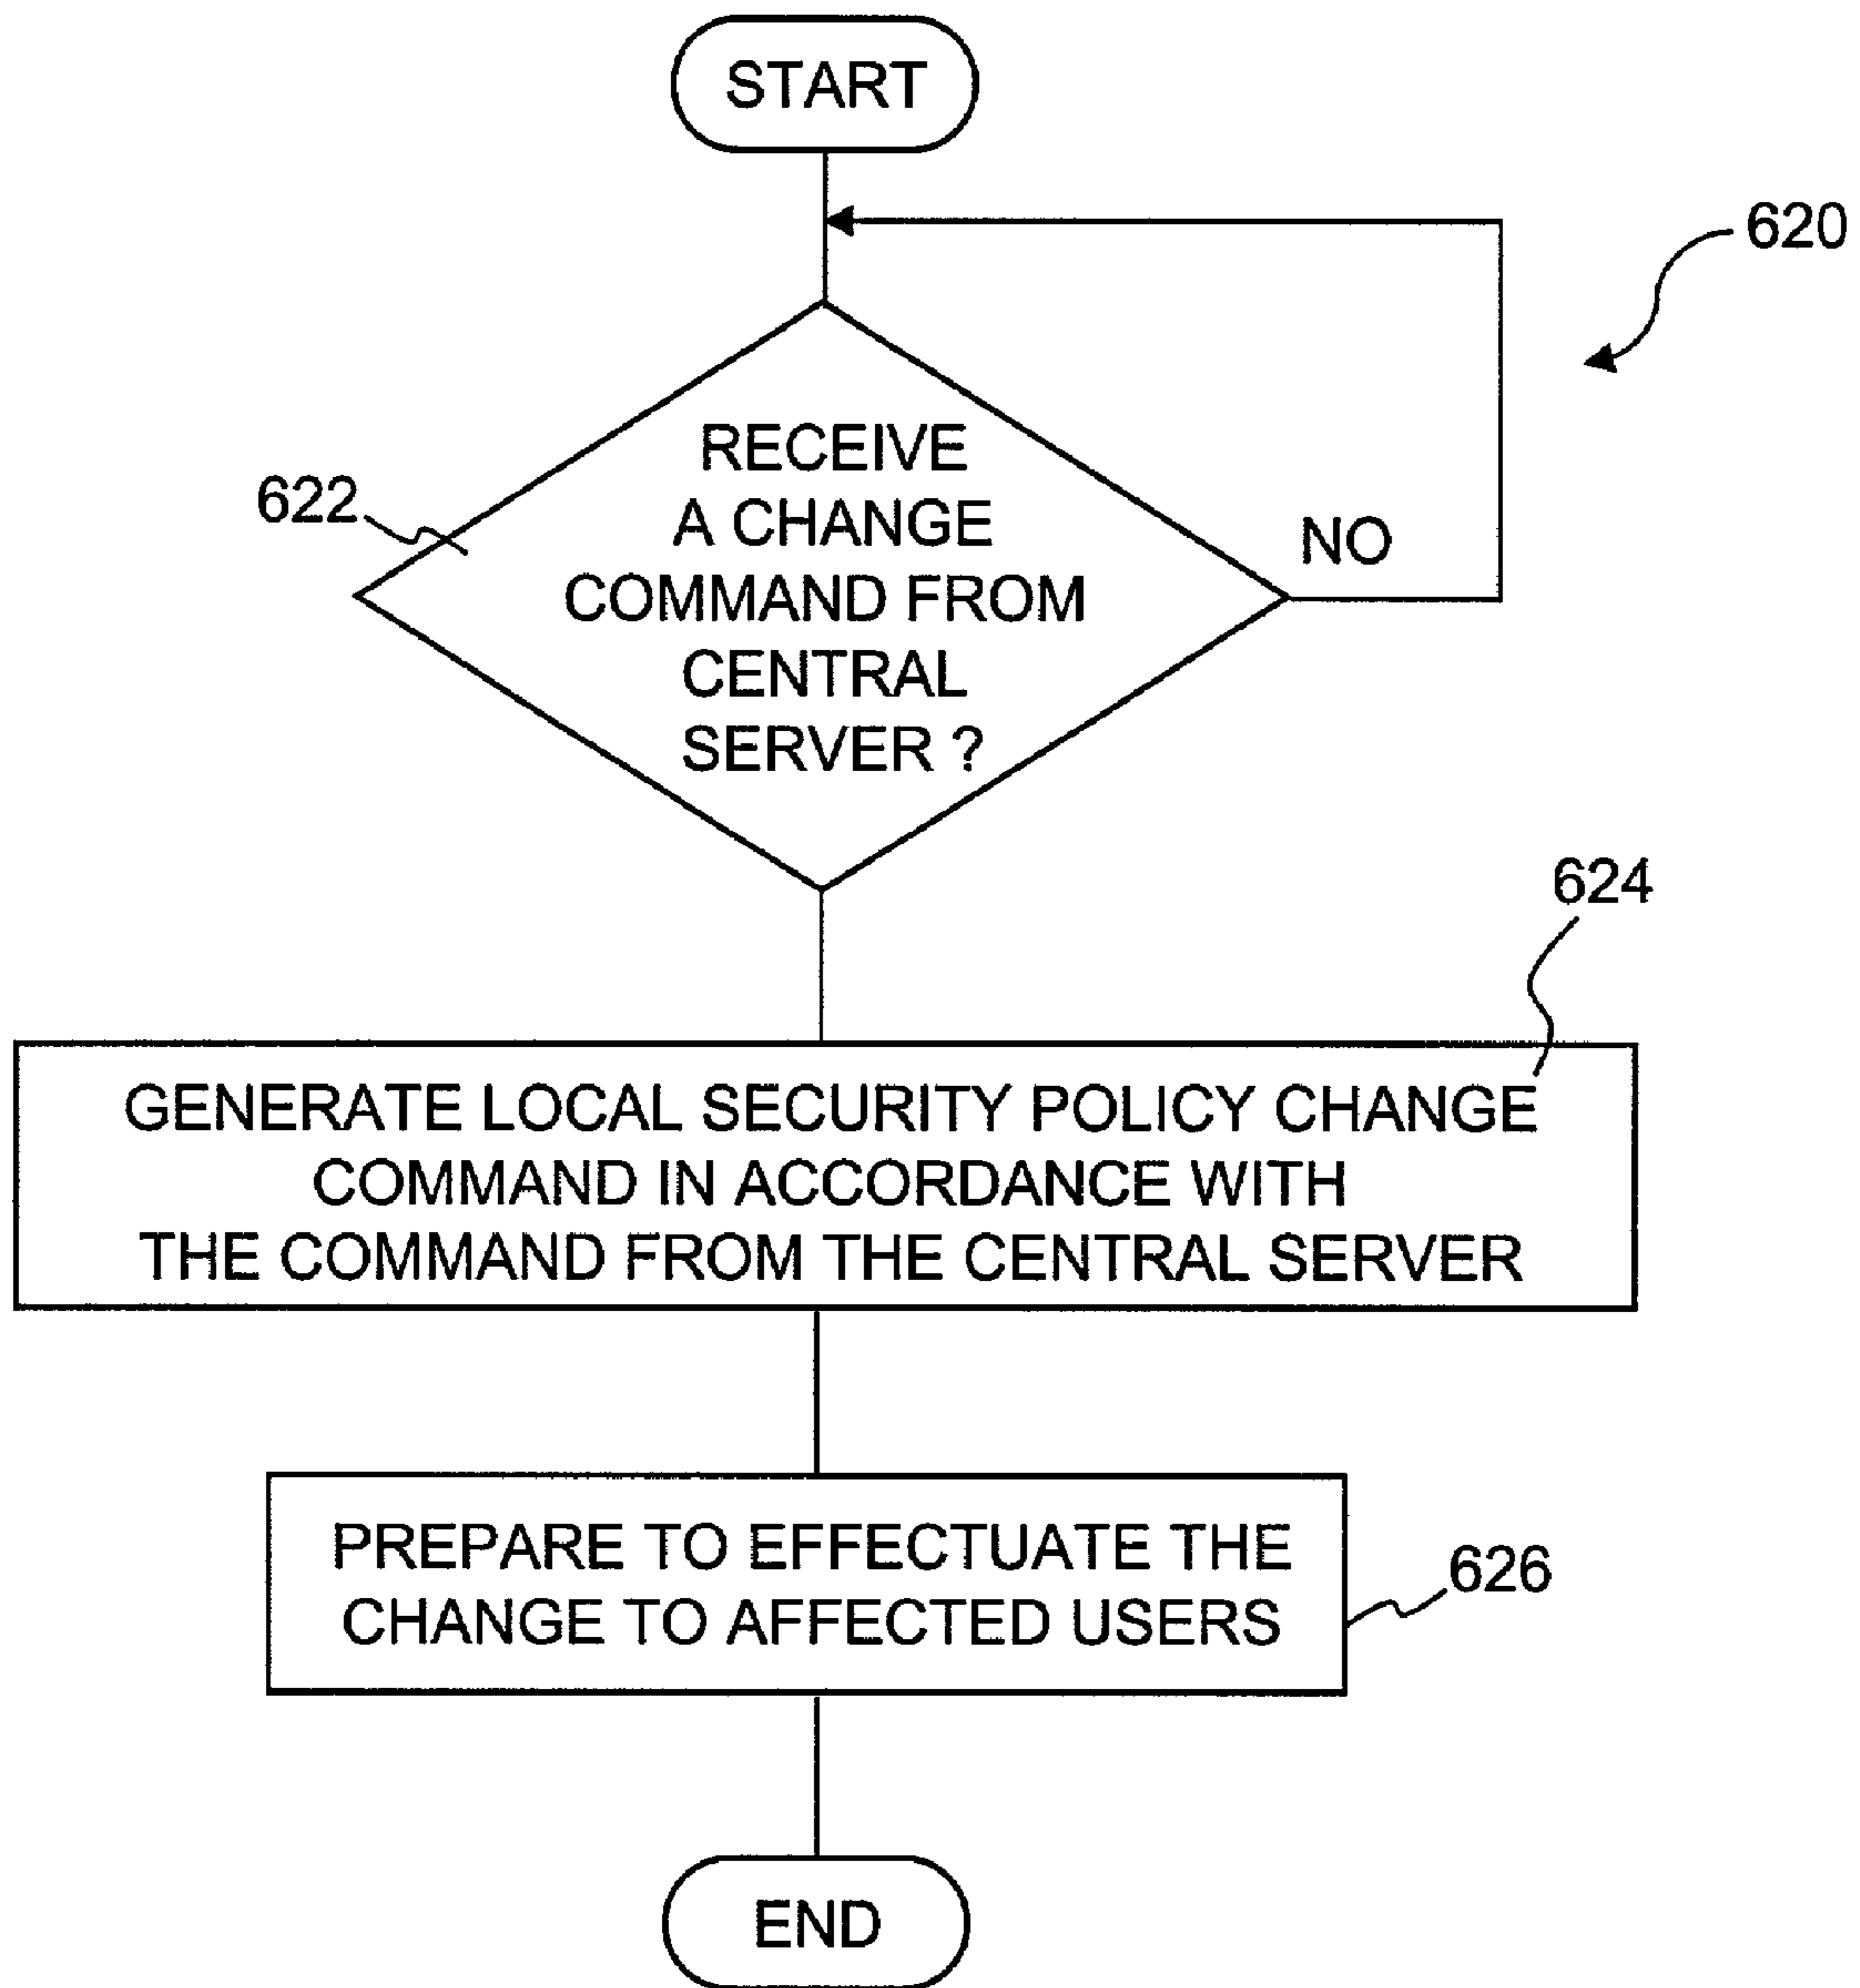 START
620
RECEIVE
A CHANGE
COMMAND FROM
CENTRAL
SERVER ?
622
NO
624
GENERATE LOCAL SECURITY POLICY CHANGE
COMMAND IN ACCORDANCE WITH
THE COMMAND FROM THE CENTRAL SERVER
PREPARE TO EFFECTUATE THE
CHANGE TO AFFECTED USERS
626
END